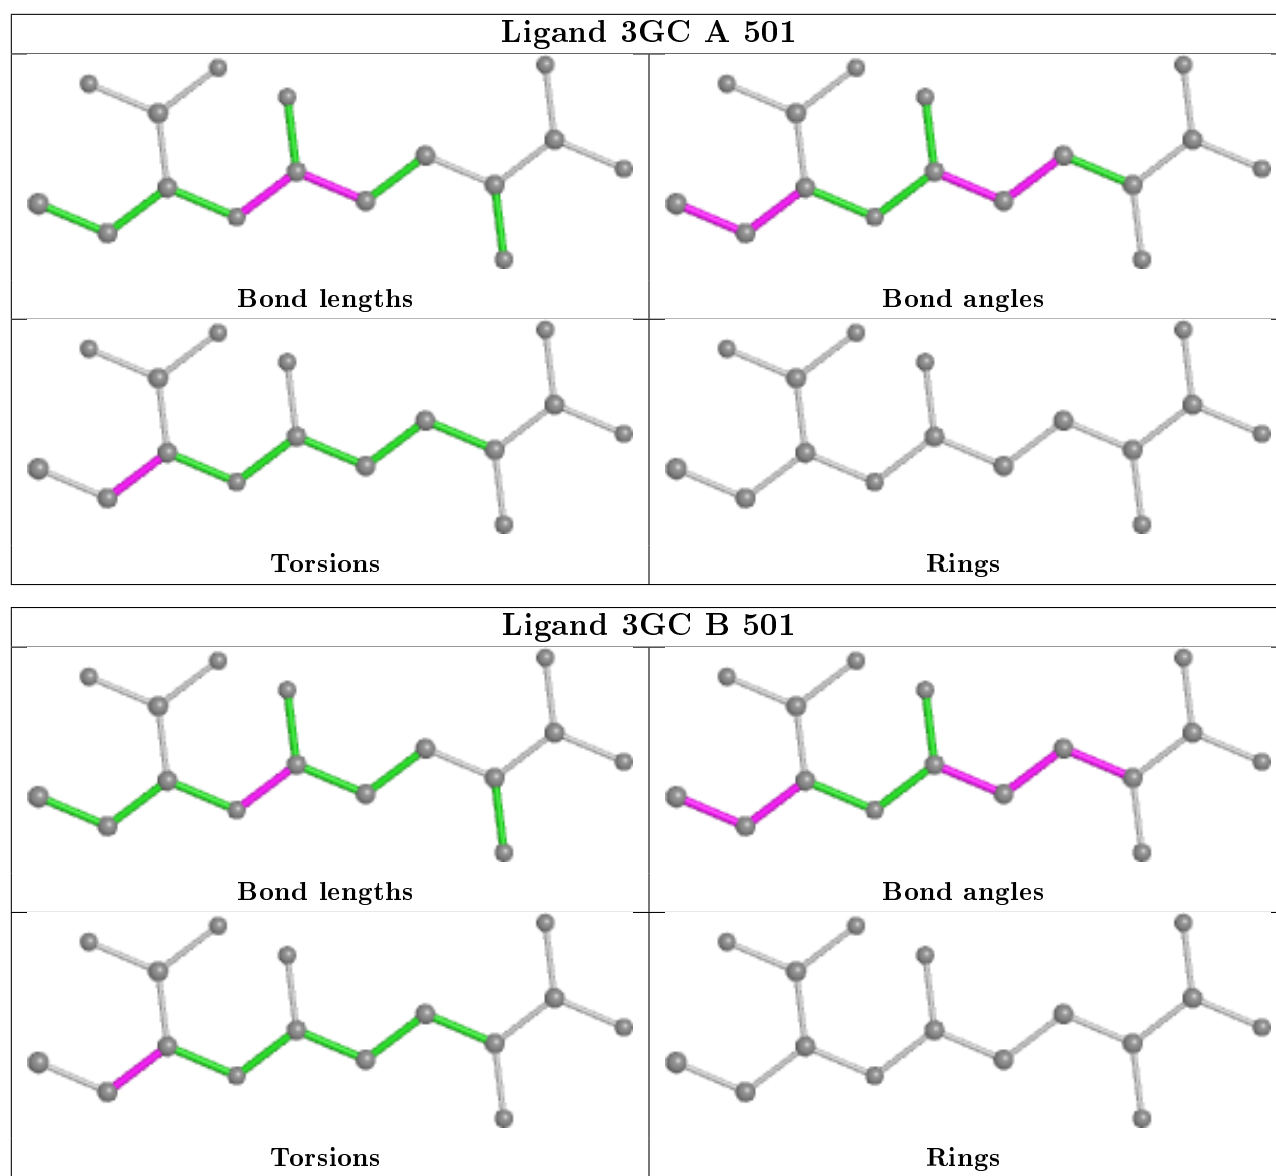 Ligand 3GC A 501
Bond lengths
Bond angles
Torsions
Rings
Ligand 3GC B 501
Bond lengths
Bond angles
Torsions
Rings